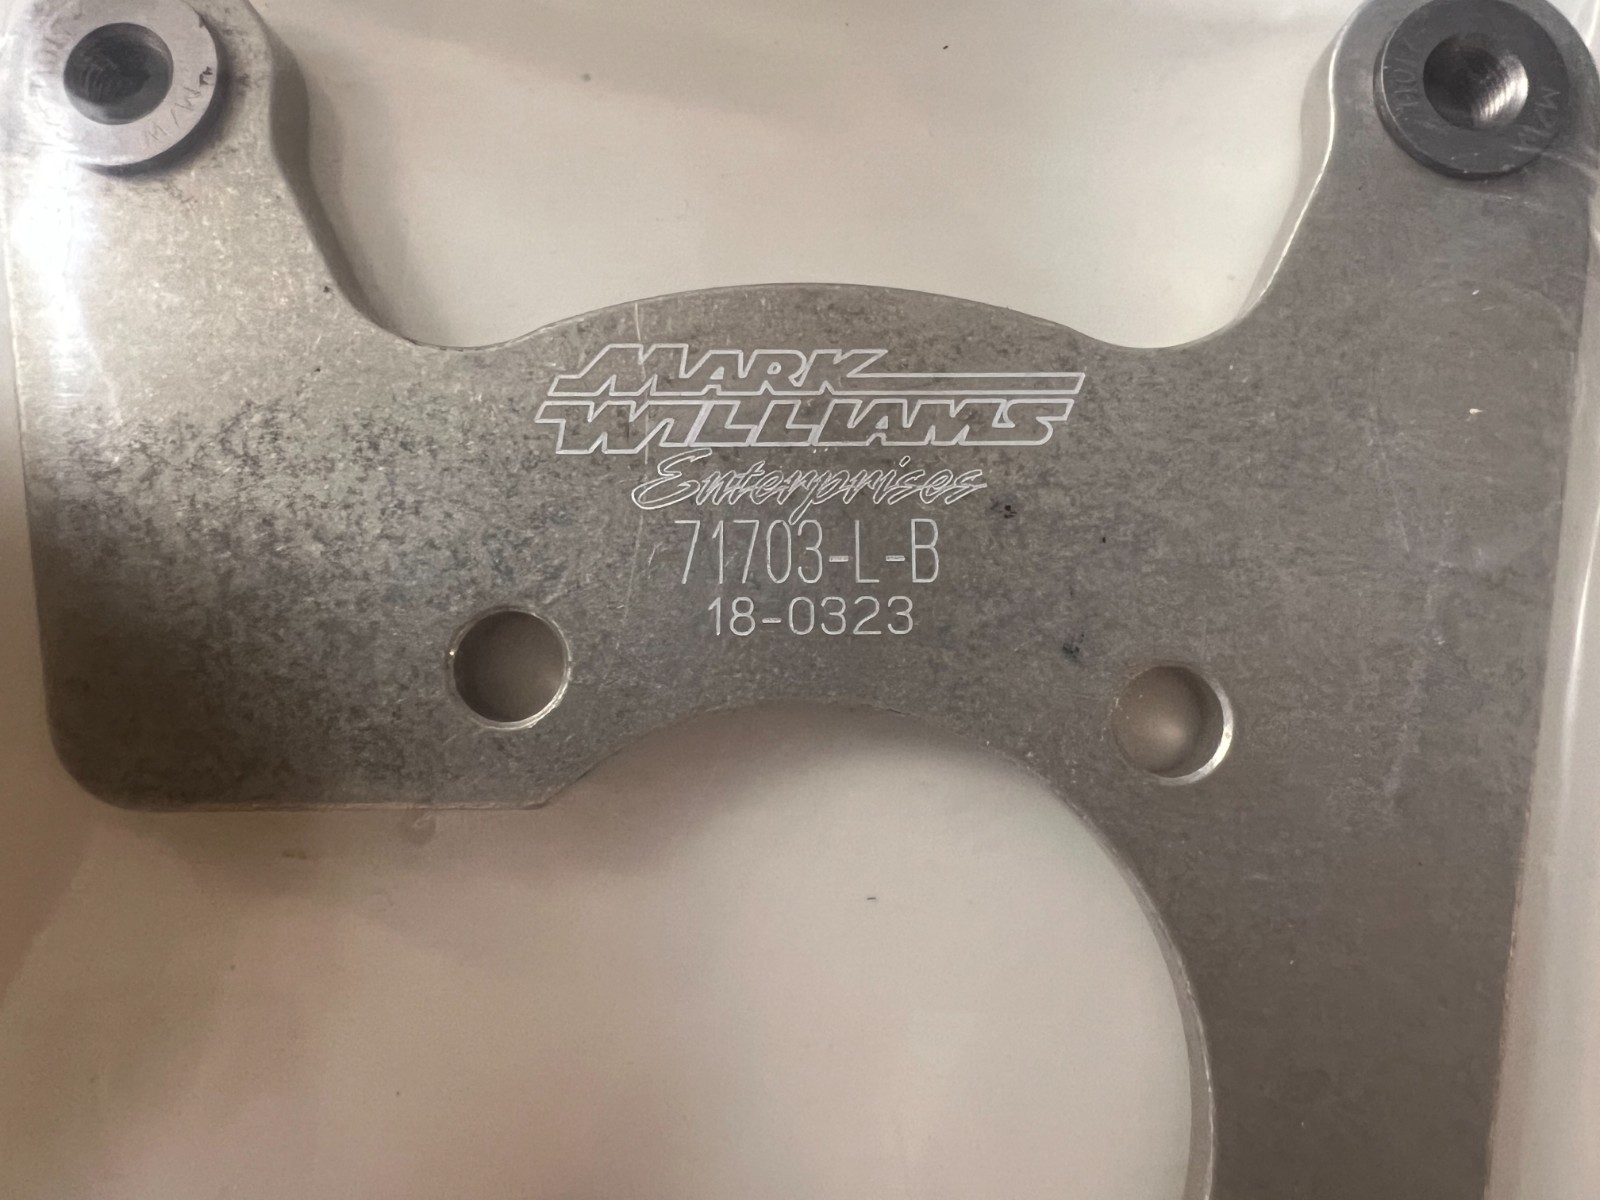 MARK
WILLIAMS
Enterprises
71703-L-B
18-0323